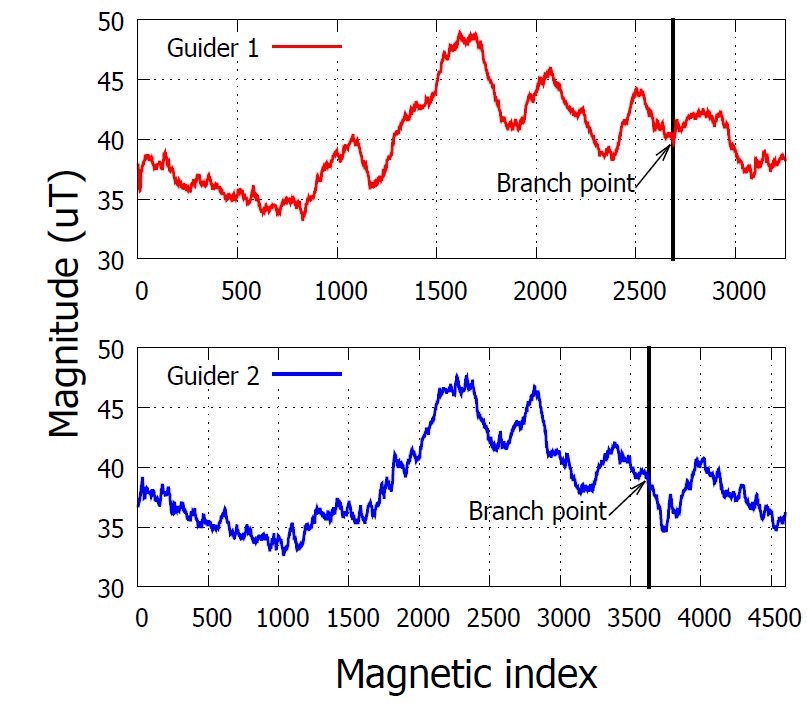 50
Guider 1
45
40
Branch point
35
30
0 500 1000 1500 2000 2500 3000
Magnitude (uT)
50
Guider 2
45
40
Branch point
35
30
0 500 1000 1500 2000 2500 3000 3500 4000 4500
Magnetic index